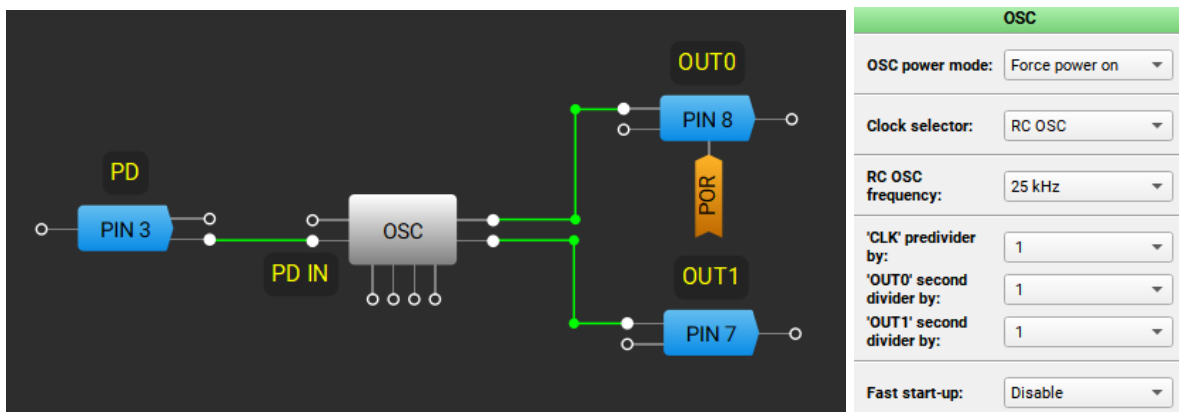 OUT0
PIN 8
PD
POR
PIN 3
OSC
PD IN
OUT1
PIN 7
OSC
OSC power mode: Force power on
Clock selector: RC OSC
RC OSC
frequency: 25 kHz
'CLK' predivider
by: 1
'OUT0' second
divider by: 1
'OUT1' second
divider by: 1
Fast start-up: Disable